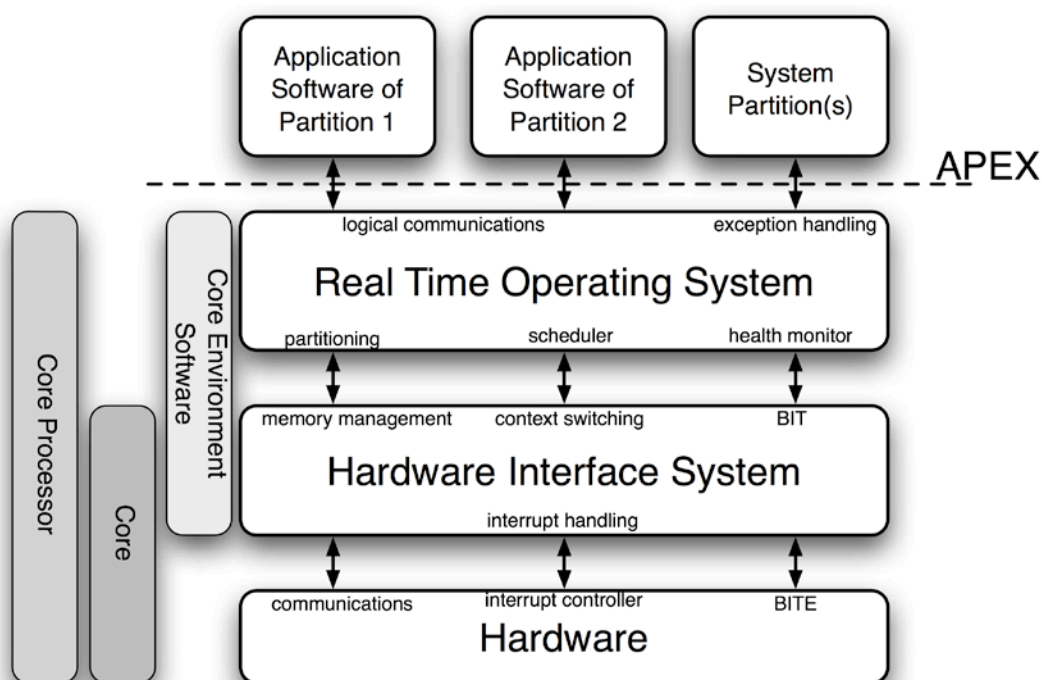 Application
Software of
Partition 1
Application
Software of
Partition 2
System
Partition(s)
APEX
logical communications
exception handling
Real Time Operating System
partitioning
scheduler
health monitor
Core Processor
Core
Core Environment
Software
memory management
context switching
BIT
Hardware Interface System
interrupt handling
communications
interrupt controller
BITE
Hardware